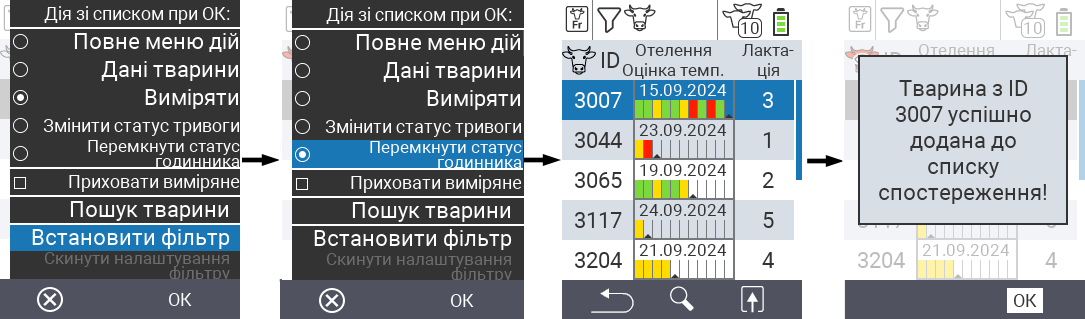 Дія зі списком при ОК:
Повне меню дій
Дані тварини
Виміряти
Змінити статус тривоги
Перемкнути статус
годинника
Приховати виміряне
Пошук тварини
Встановити фільтр
Скинути налаштування
фільтру
OK
Дія зі списком при ОК:
Повне меню дій
Дані тварини
Виміряти
Змінити статус тривоги
Перемкнути статус
годинника
Приховати виміряне
Пошук тварини
Встановити фільтр
Скинути налаштування
фільтру
OK
Fr
10
ID
Отелення
Оцінка темп.
Лакта-
ція
3007 15.09.2024 3
3044 23.09.2024 1
3065 19.09.2024 2
3117 24.09.2024 5
3204 21.09.2024 4
Fr
10
ID
Отелення
Лакта-
Тварина з ID
3007 успішно
додана до
списку
спостереження!
3204 21.09.2024 4
OK